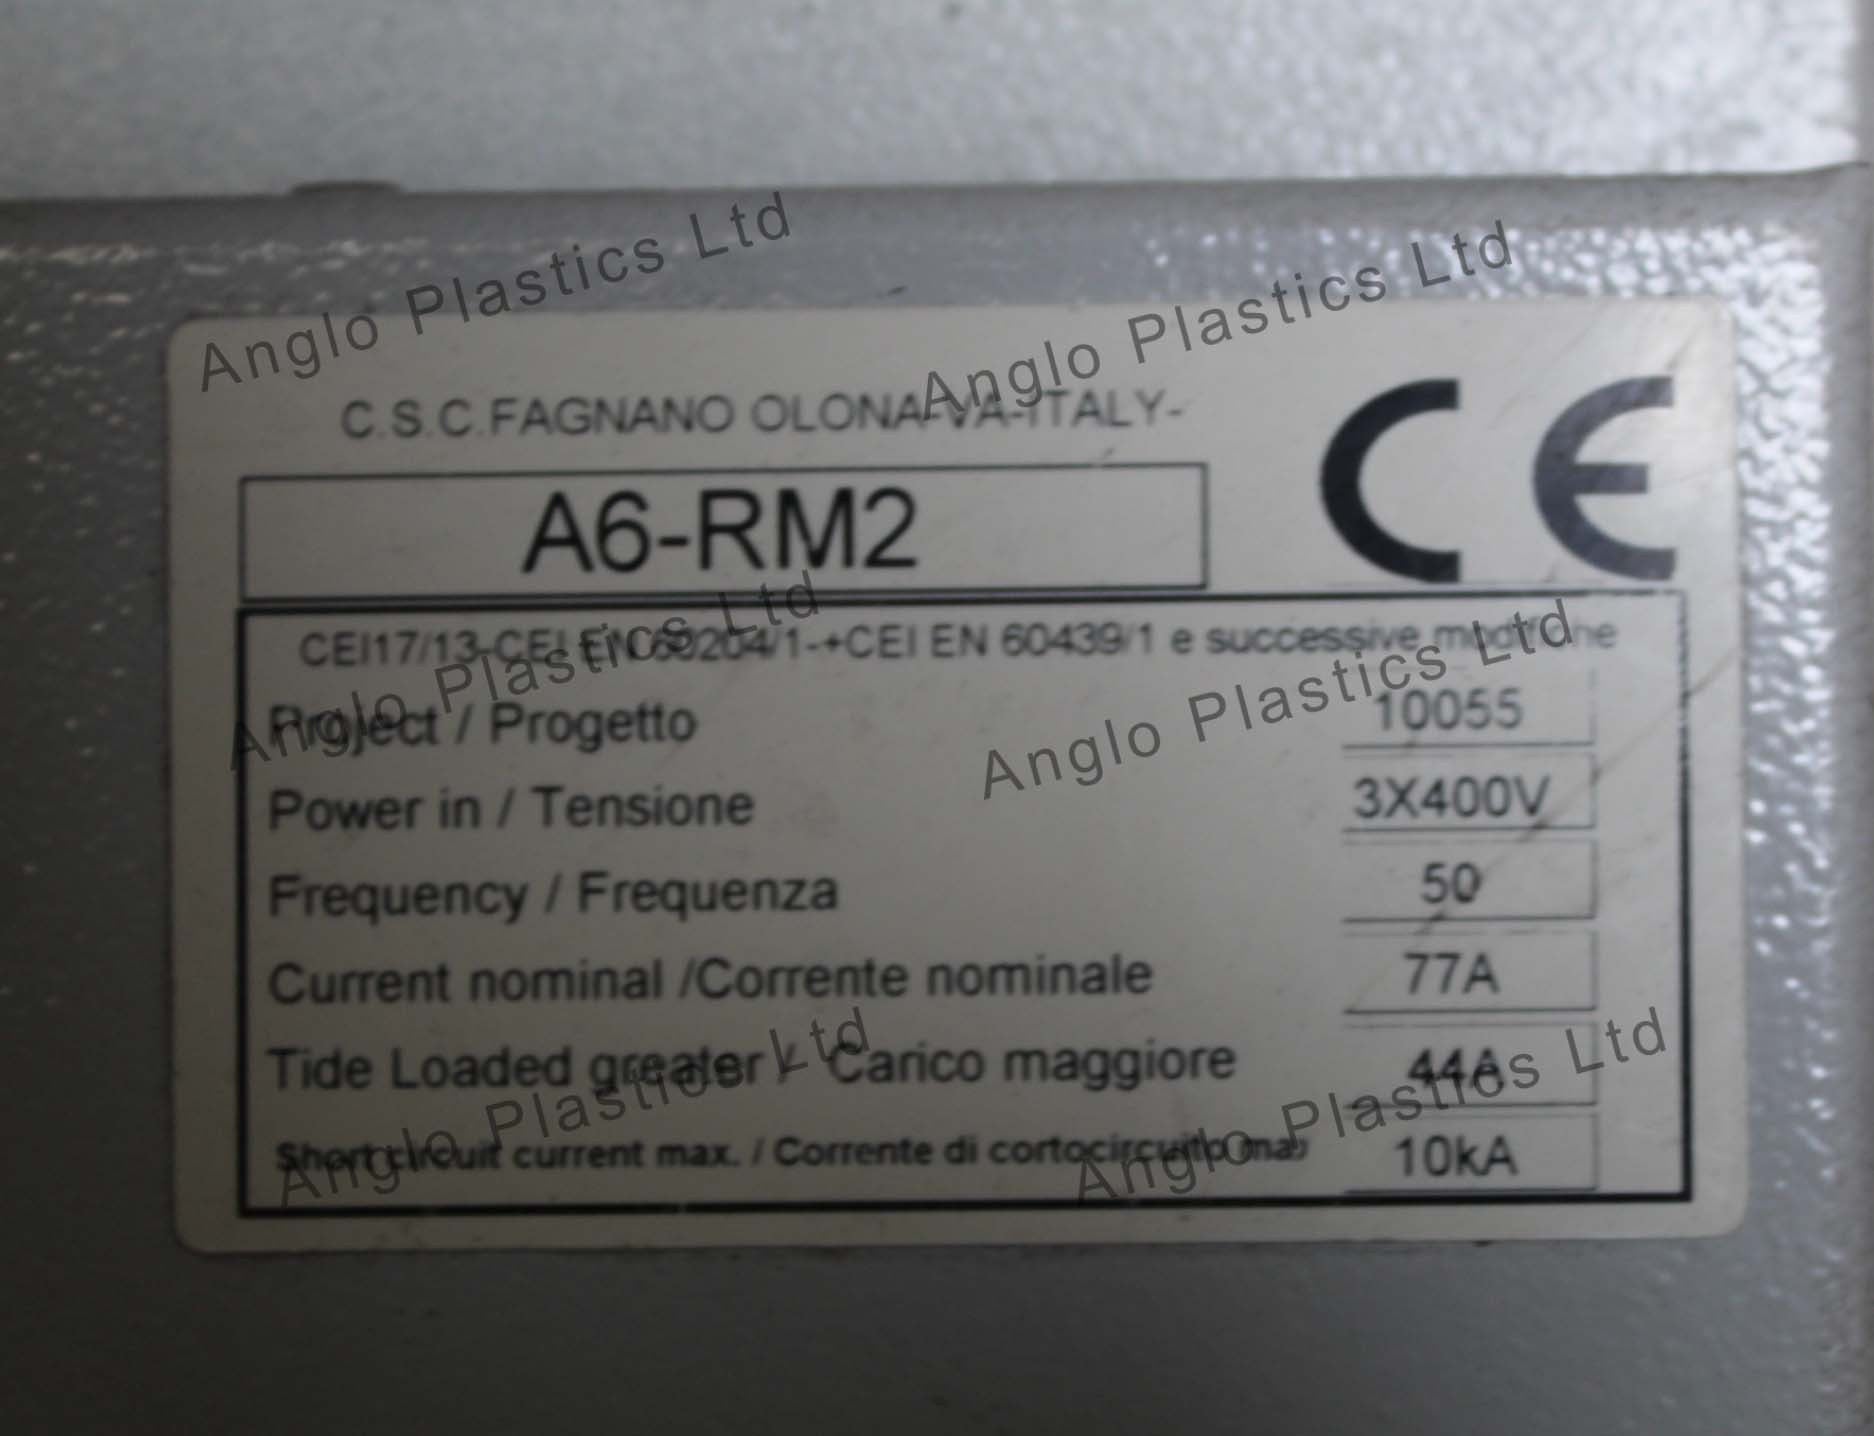 Anglo Plastics Ltd
Anglo Plastics Ltd
C.S.C.FAGNANO OLONA-VA-ITALY-
CE
A6-RM2
CEI17/13-CEI EN 60204/1-+CEI EN 60439/1 e successive modifiche
Anglo Plastics Ltd
Anglo Plastics Ltd
Project / Progetto 10055
Power in / Tensione 3X400V
Frequency / Frequenza 50
Current nominal /Corrente nominale 77A
Tide Loaded greater / Carico maggiore 44A
Anglo Plastics Ltd
Anglo Plastics Ltd
Short circuit current max. / Corrente di cortocircuito max 10kA